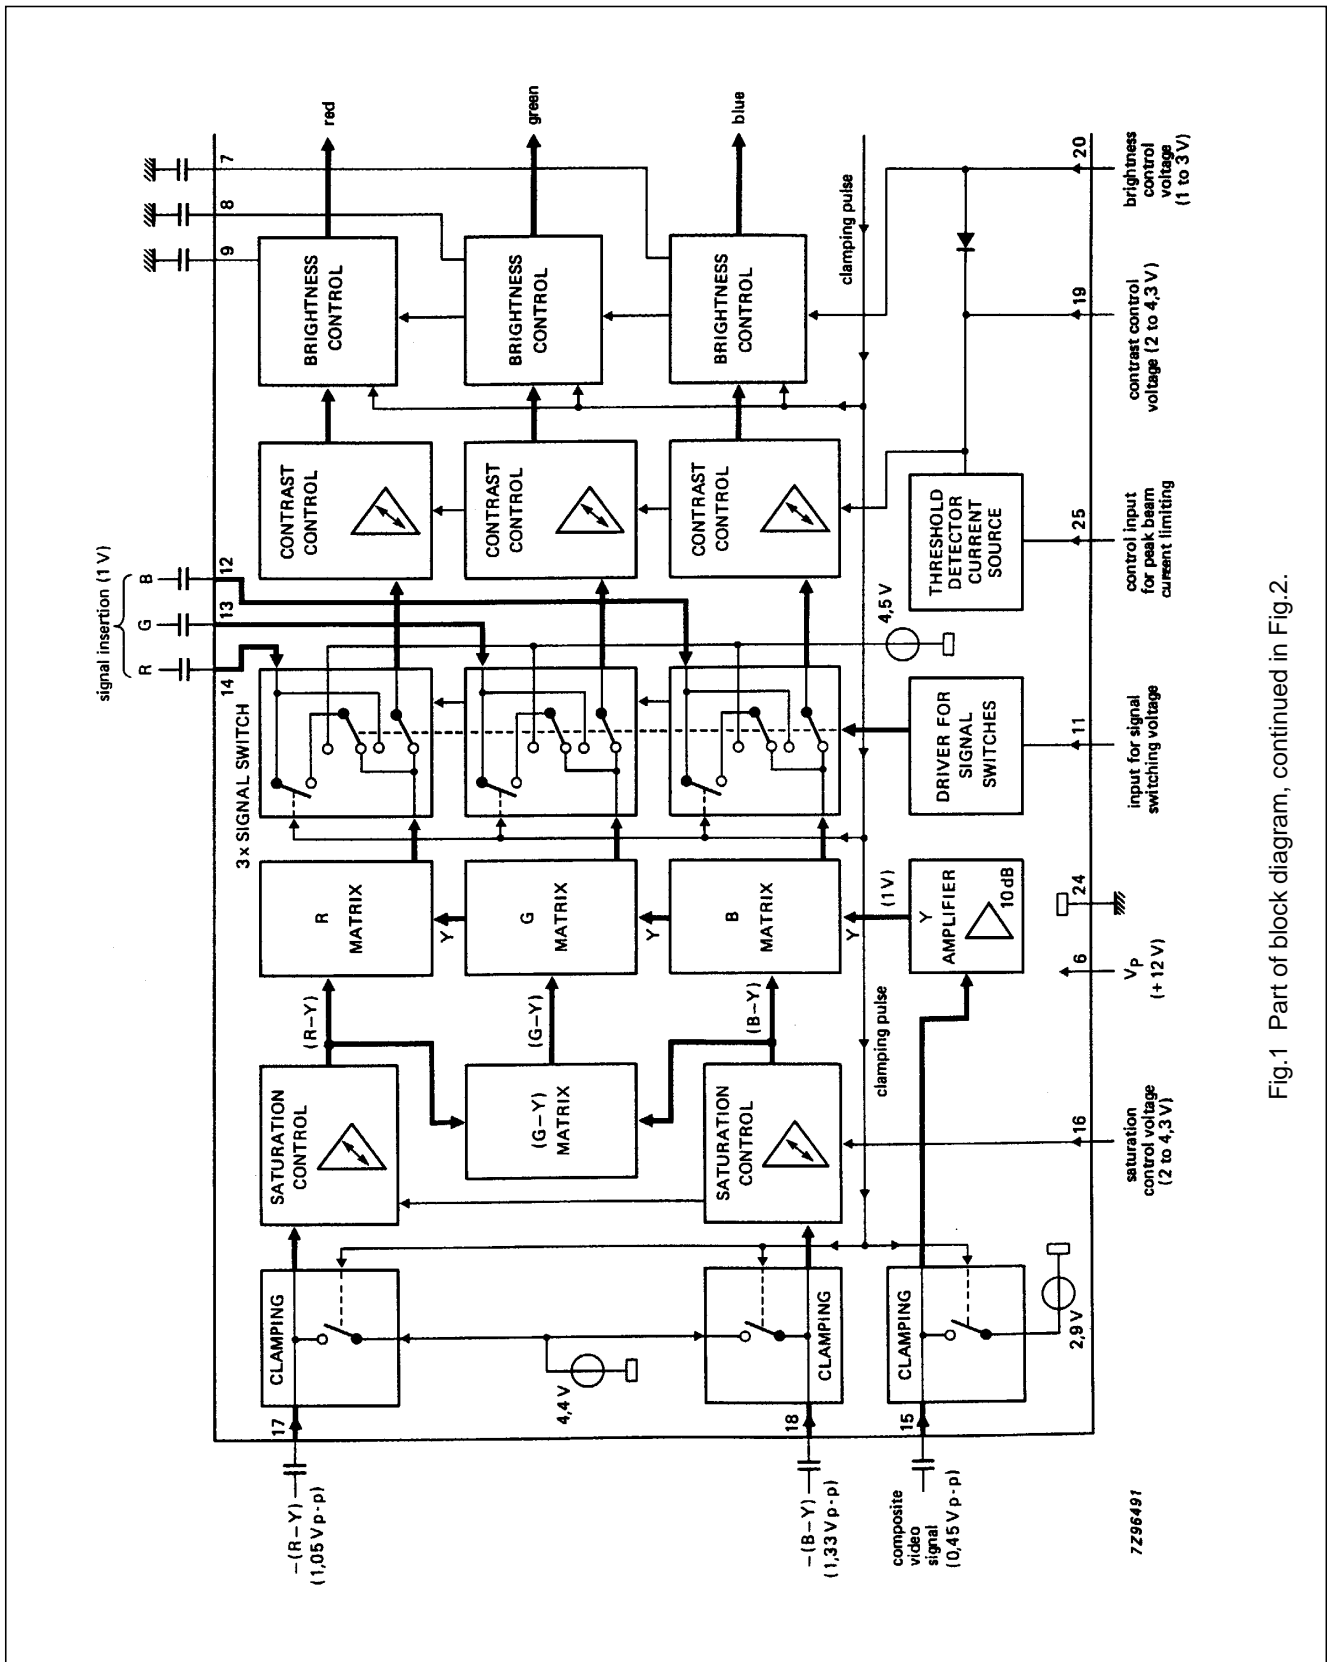 signal insertion (1 V)
R
G
B
14
13
12
9
8
7
3 x SIGNAL SWITCH
17
CLAMPING
SATURATION
CONTROL
(R−Y)
R
MATRIX
CONTRAST
CONTROL
BRIGHTNESS
CONTROL
red
−(R−Y)
(1,05 V p-p)
4,4 V
(G−Y)
MATRIX
(G−Y)
Y
G
MATRIX
CONTRAST
CONTROL
BRIGHTNESS
CONTROL
green
18
CLAMPING
SATURATION
CONTROL
(B−Y)
Y
B
MATRIX
CONTRAST
CONTROL
BRIGHTNESS
CONTROL
blue
−(B−Y)
(1,33 V p-p)
clamping pulse
Y
(1V)
4,5 V
clamping pulse
15
CLAMPING
2,9 V
composite
video
signal
(0,45 V p-p)
Y
AMPLIFIER
10 dB
DRIVER FOR
SIGNAL
SWITCHES
THRESHOLD
DETECTOR
CURRENT
SOURCE
16
6
24
11
25
19
20
saturation
control voltage
(2 to 4,3 V)
VP
(+ 12 V)
input for signal
switching voltage
control input
for peak beam
current limiting
contrast control
voltage (2 to 4,3 V)
brightness
control
voltage
(1 to 3 V)
7Z96491
Fig.1 Part of block diagram, continued in Fig.2.